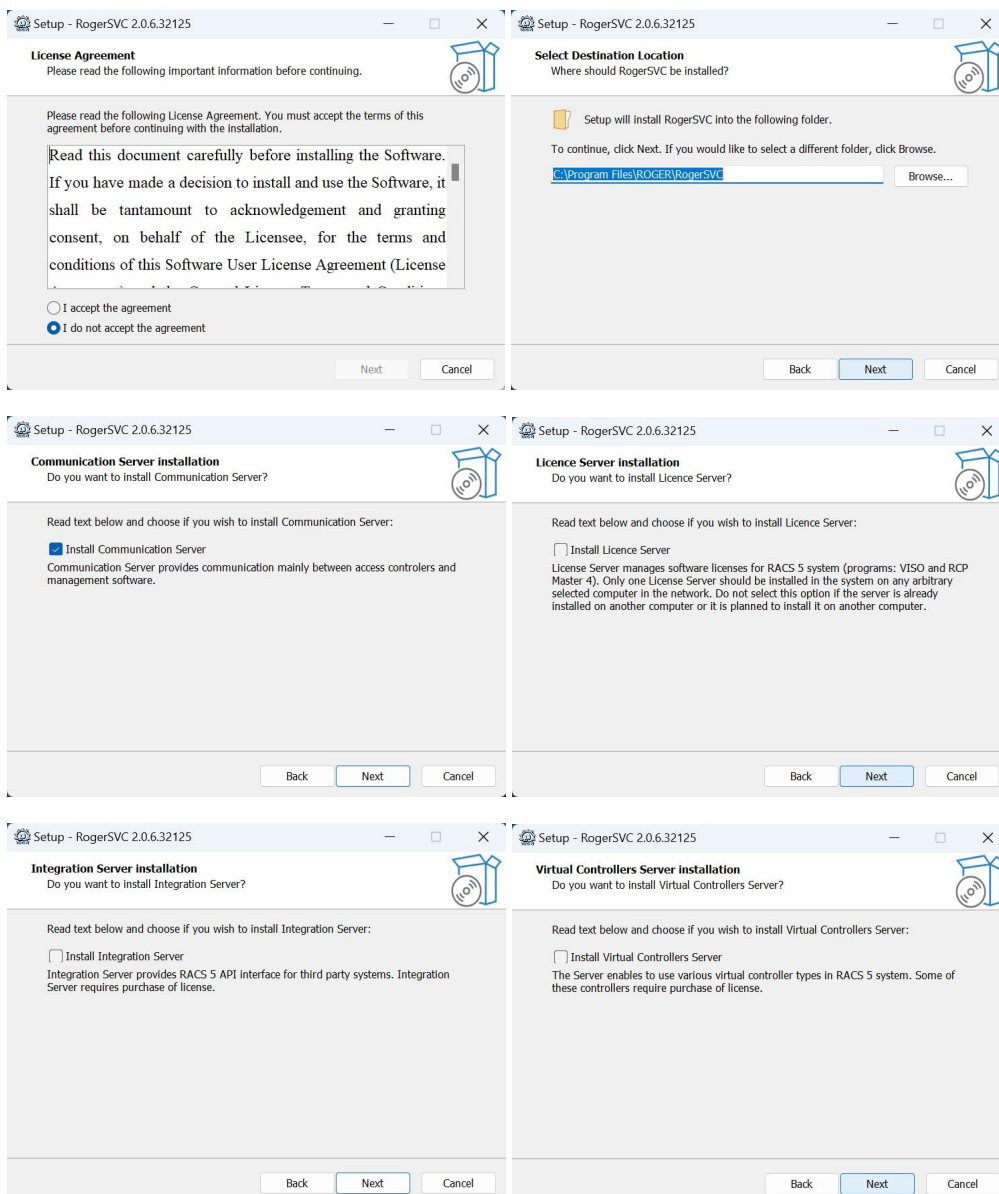 Setup - RogerSVC 2.0.6.32125
License Agreement
Please read the following important information before continuing.
Please read the following License Agreement. You must accept the terms of this
agreement before continuing with the installation.
Read this document carefully before installing the Software.
If you have made a decision to install and use the Software, it
shall be tantamount to acknowledgement and granting
consent, on behalf of the Licensee, for the terms and
conditions of this Software User License Agreement (License
I accept the agreement
I do not accept the agreement
Next
Cancel
Setup - RogerSVC 2.0.6.32125
Select Destination Location
Where should RogerSVC be installed?
Setup will install RogerSVC into the following folder.
To continue, click Next. If you would like to select a different folder, click Browse.
C:\Program Files\ROGER\RogerSVC
Browse...
Back
Next
Cancel
Setup - RogerSVC 2.0.6.32125
Communication Server installation
Do you want to install Communication Server?
Read text below and choose if you wish to install Communication Server:
Install Communication Server
Communication Server provides communication mainly between access controlers and
management software.
Back
Next
Cancel
Setup - RogerSVC 2.0.6.32125
Licence Server installation
Do you want to install Licence Server?
Read text below and choose if you wish to install Licence Server:
Install Licence Server
License Server manages software licenses for RACS 5 system (programs: VISO and RCP
Master 4). Only one License Server should be installed in the system on any arbitrary
selected computer in the network. Do not select this option if the server is already
installed on another computer or it is planned to install it on another computer.
Back
Next
Cancel
Setup - RogerSVC 2.0.6.32125
Integration Server installation
Do you want to install Integration Server?
Read text below and choose if you wish to install Integration Server:
Install Integration Server
Integration Server provides RACS 5 API interface for third party systems. Integration
Server requires purchase of license.
Back
Next
Cancel
Setup - RogerSVC 2.0.6.32125
Virtual Controllers Server installation
Do you want to install Virtual Controllers Server?
Read text below and choose if you wish to install Virtual Controllers Server:
Install Virtual Controllers Server
The Server enables to use various virtual controller types in RACS 5 system. Some of
these controllers require purchase of license.
Back
Next
Cancel